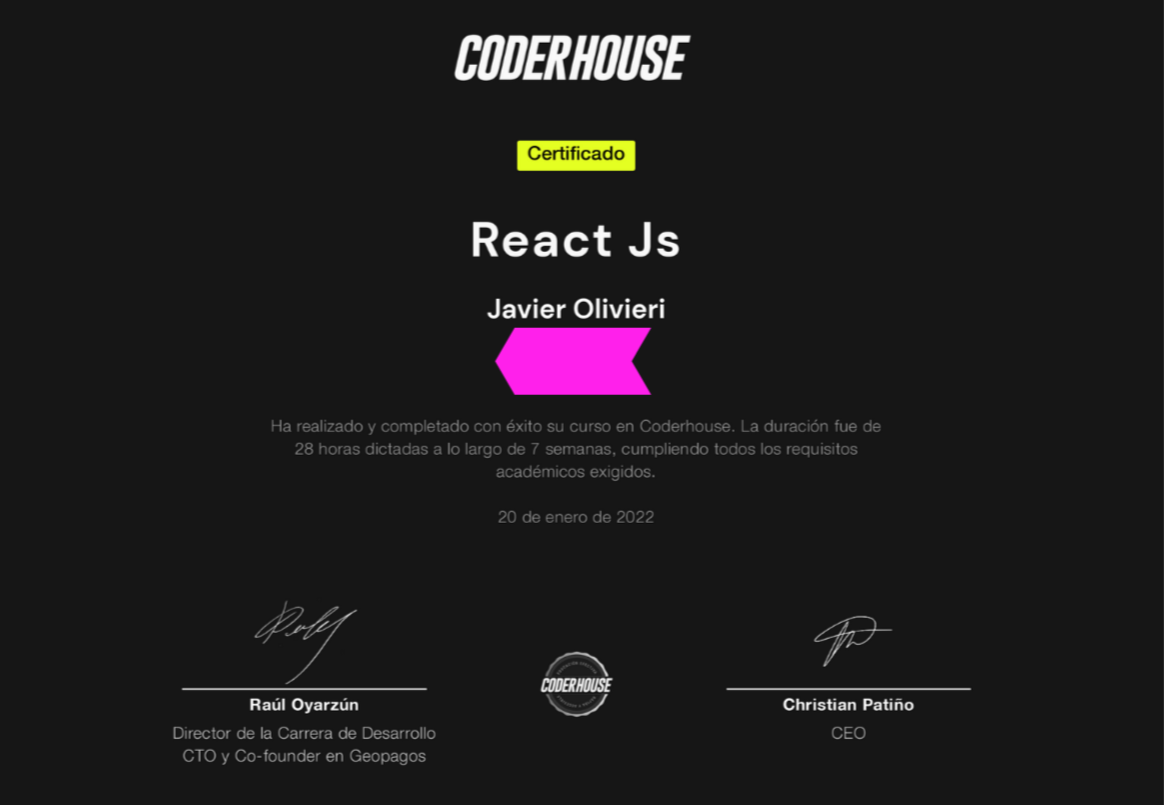 CODERHOUSE
Certificado
React Js
Javier Olivieri
Ha realizado y completado con éxito su curso en Coderhouse. La duración fue de
28 horas dictadas a lo largo de 7 semanas, cumpliendo todos los requisitos
académicos exigidos.
20 de enero de 2022
CODERHOUSE
Raúl Oyarzún
Christian Patiño
Director de la Carrera de Desarrollo
CEO
CTO y Co-founder en Geopagos